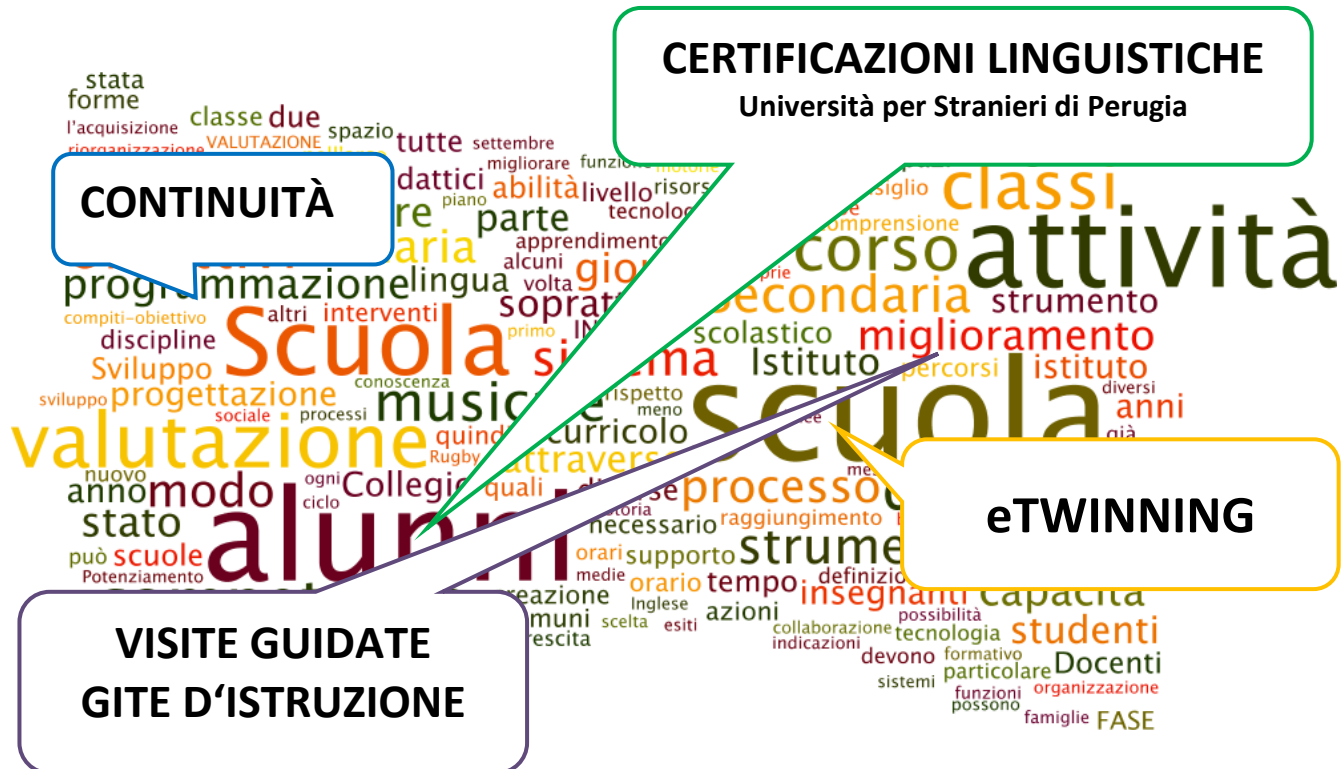 CERTIFICAZIONI LINGUISTICHE
Università per Stranieri di Perugia
CONTINUITÀ
eTWINNING
VISITE GUIDATE
GITE D‘ISTRUZIONE
stata
forme
l'acquisizione classe due spazio tutte settembre
riorganizzazione VALUTAZIONE
migliorare
dattici abilità livello
piano parte
classi
comprensione
apprendimento corso attività
programmazione lingua alcuni volta
secondaria strumento
compiti-obiettivo altri interventi primo
discipline Scuola scolastico miglioramento
Sviluppo Istituto percorsi istituto
conoscenza rispetto diversi
sviluppo progettazione meno scuola anni
sociale processi già
valutazione curricolo
Rugby
nuovo ogni quali
anno modo ciclo processo
stato alunni necessario raggiungimento
può scuole orari supporto
Potenziamento medie orario tempo
insegnanti capacità
Inglese azioni possibilità
scelta esiti collaborazione tecnologia studenti
indicazioni
devono formativo Docenti
particolare
sistemi funzioni organizzazione
possono
famiglie FASE